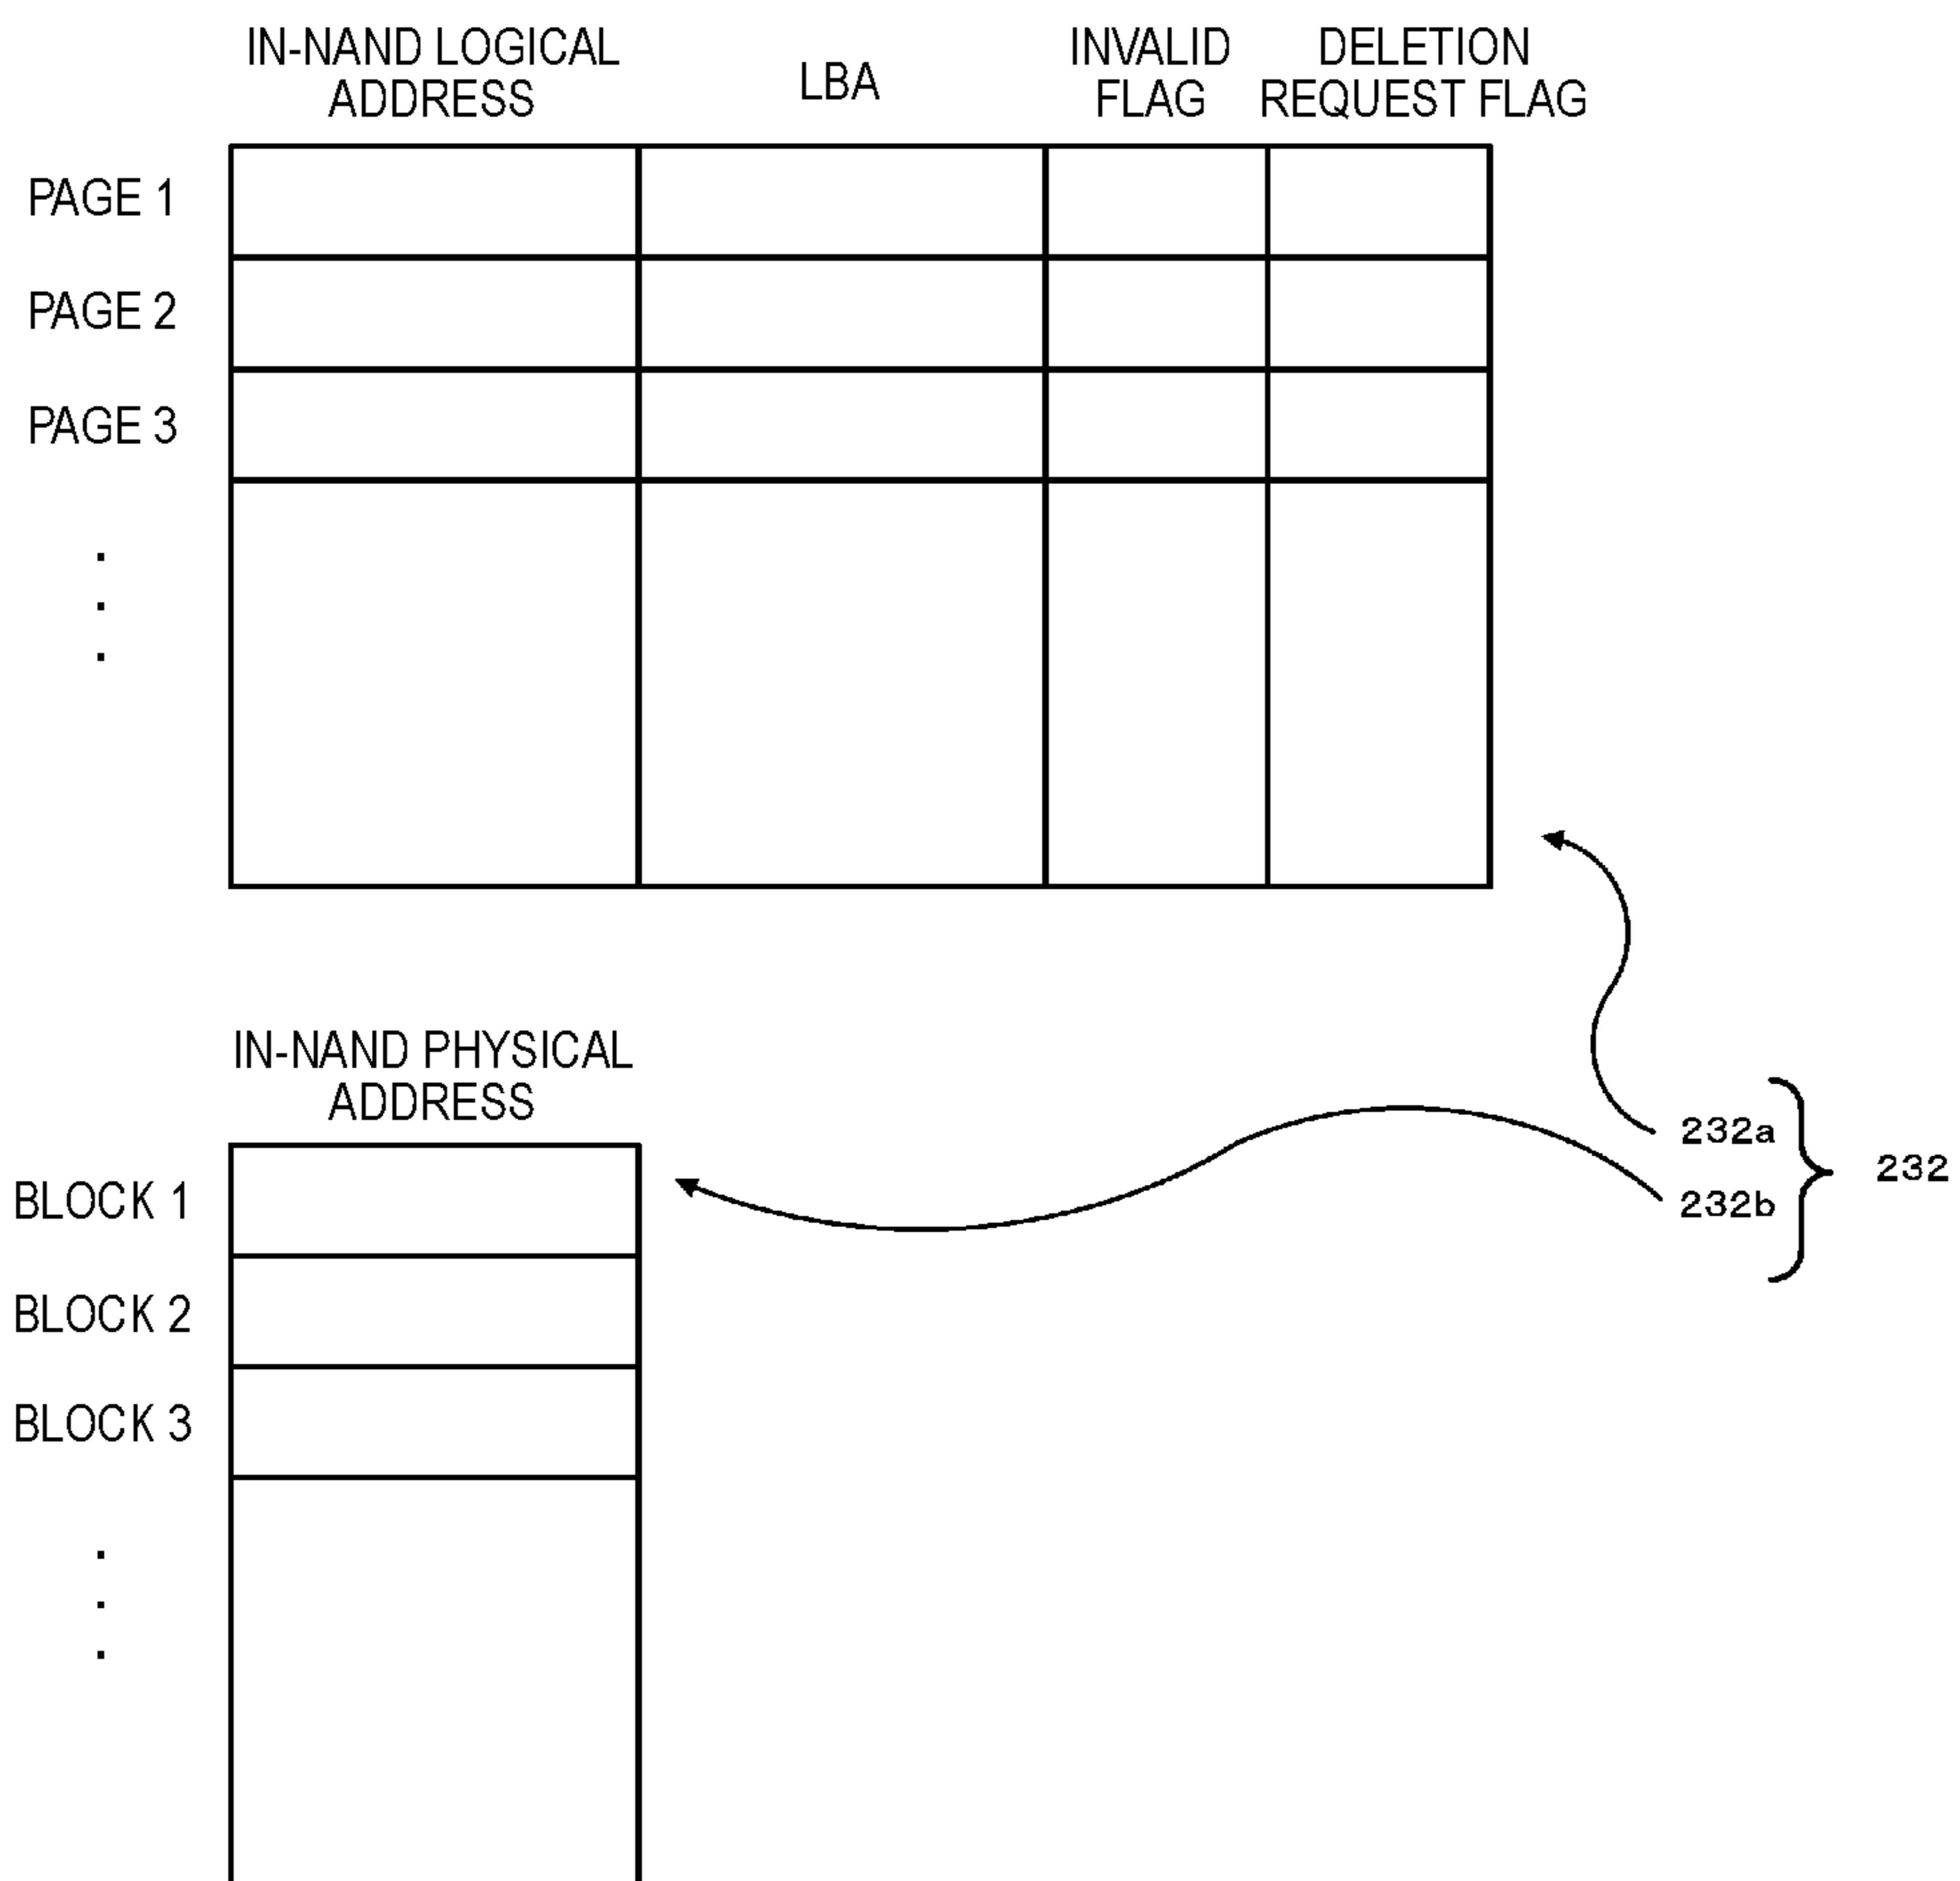 IN-NAND LOGICAL
ADDRESS
LBA
INVALID
FLAG
DELETION
REQUEST FLAG
PAGE 1
PAGE 2
PAGE 3
.
.
.
IN-NAND PHYSICAL
ADDRESS
232a
232b
232
BLOCK 1
BLOCK 2
BLOCK 3
.
.
.